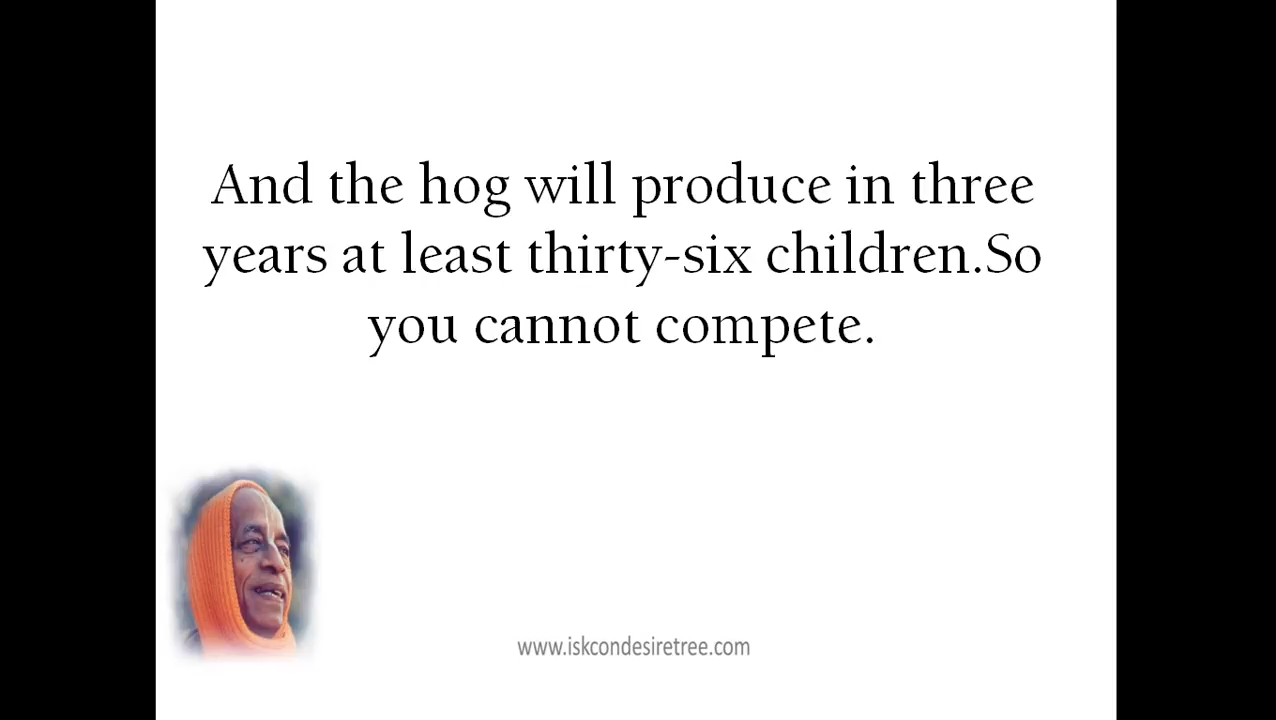 And the hog will produce in three
years at least thirty-six children.So
you cannot compete.
www.iskcondesiretree.com